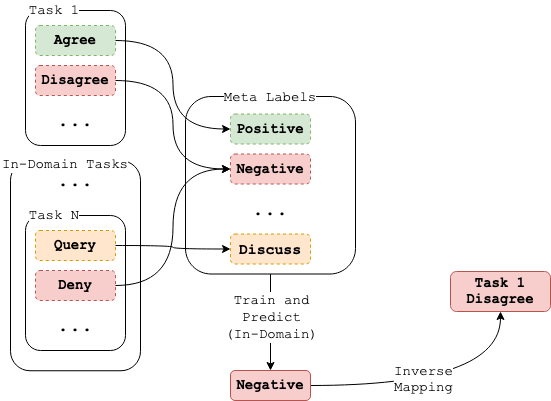 Task 1
Agree
Disagree
...
In-Domain Tasks
...
Task N
Query
Deny
...
Meta Labels
Positive
Negative
...
Discuss
Train and
Predict
(In-Domain)
Negative
Inverse
Mapping
Task 1
Disagree